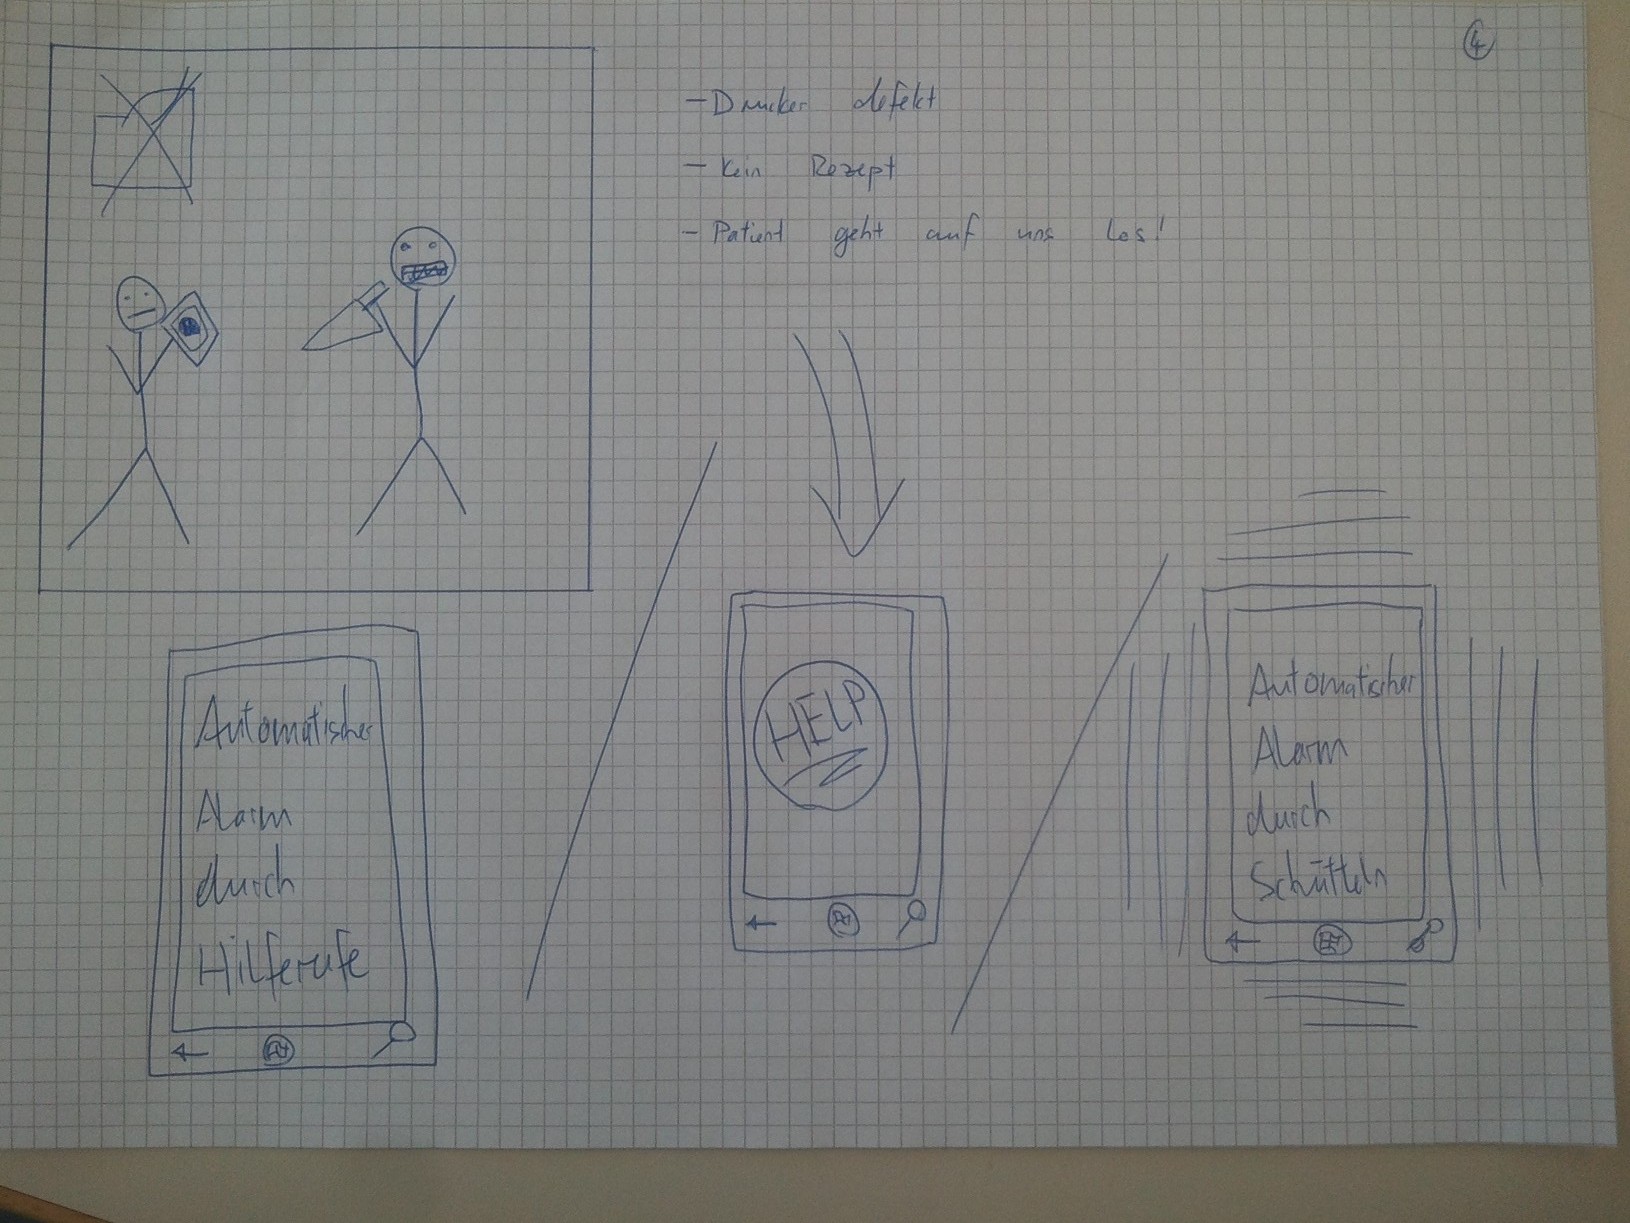 4
- Drucker defekt
- Kein Rezept
- Patient geht auf uns los!
Automatischer
Alarm
durch
Hilferufe
HELP
Automatischer
Alarm
durch
Schütteln